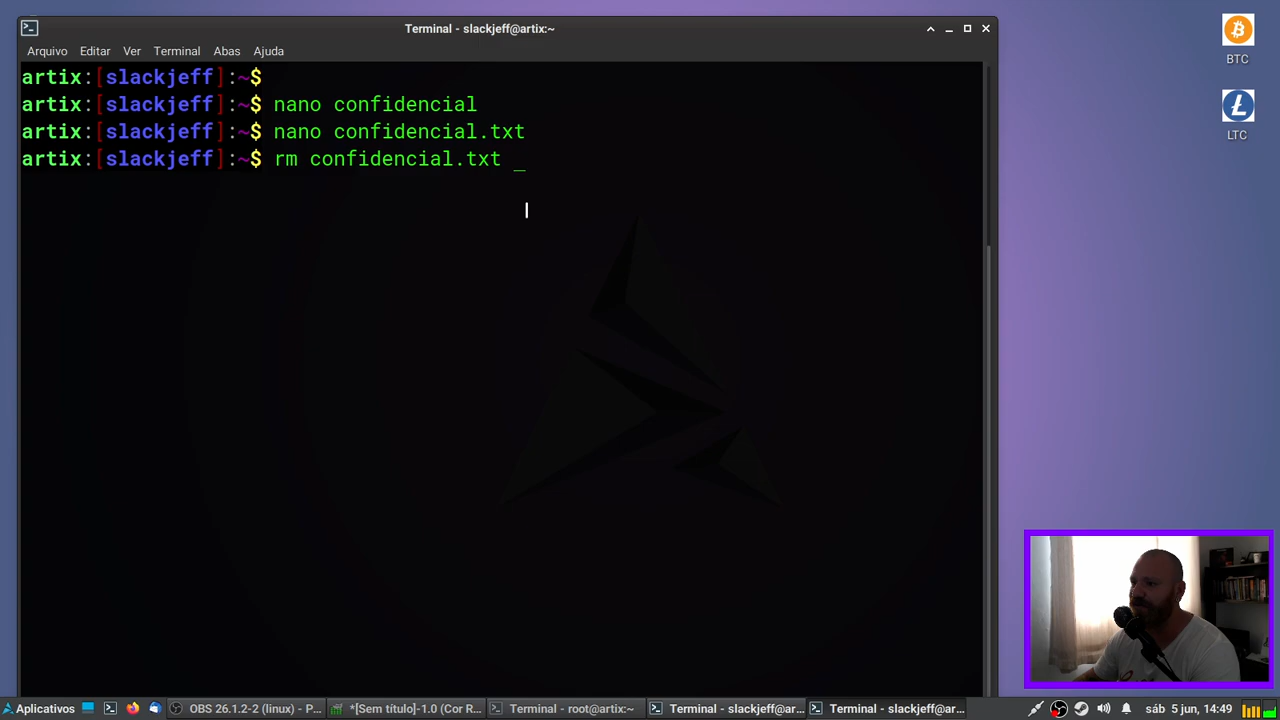 Terminal - slackjeff@artix:~
Arquivo Editar Ver Terminal Abas Ajuda
artix:[slackjeff]:~$
artix:[slackjeff]:~$ nano confidencial
artix:[slackjeff]:~$ nano confidencial.txt
artix:[slackjeff]:~$ rm confidencial.txt _
BTC
LTC
Aplicativos
OBS 26.1.2-2 (linux) - P...
*[Sem título]-1.0 (Cor R...
Terminal - root@artix:~
Terminal - slackjeff@ar...
Terminal - slackjeff@ar...
sáb 5 jun, 14:49